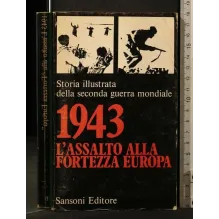 Storia illustrata
della seconda guerra mondiale
1943
L'ASSALTO ALLA
FORTEZZA EUROPA
Sansoni Editore